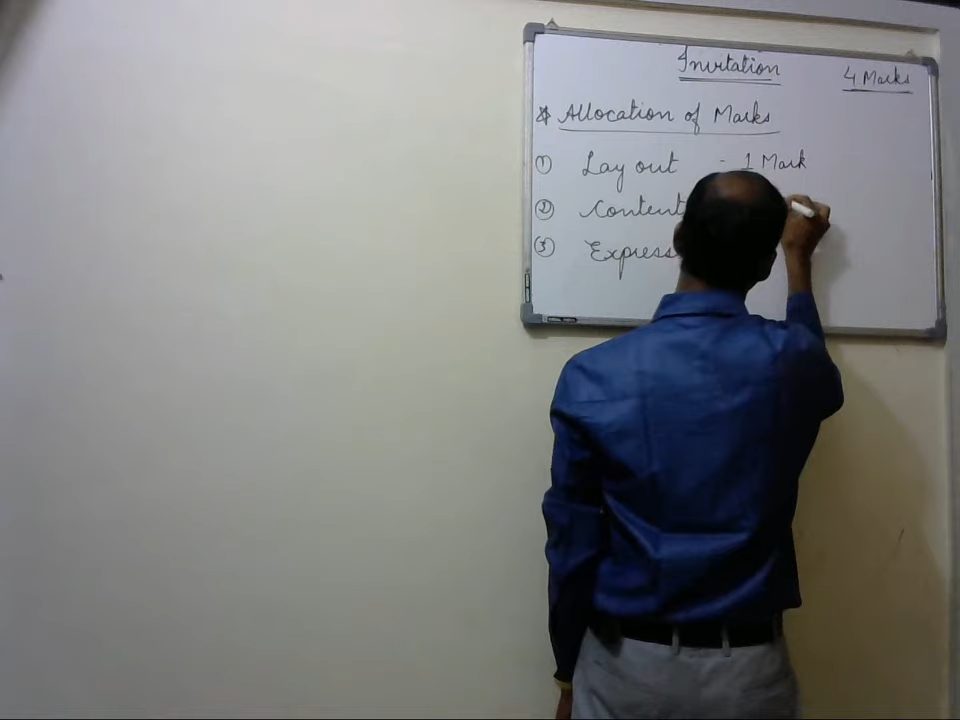 Invitation
4 Marks
* Allocation of Marks
① Lay out - 1 Mark
② Content
③ Express